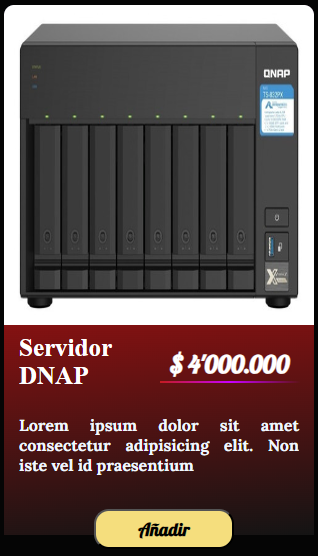 QNAP
TS-832PX
Servidor
DNAP
$ 4'000.000
Lorem ipsum dolor sit amet
consectetur adipisicing elit. Non
iste vel id praesentium
Añadir